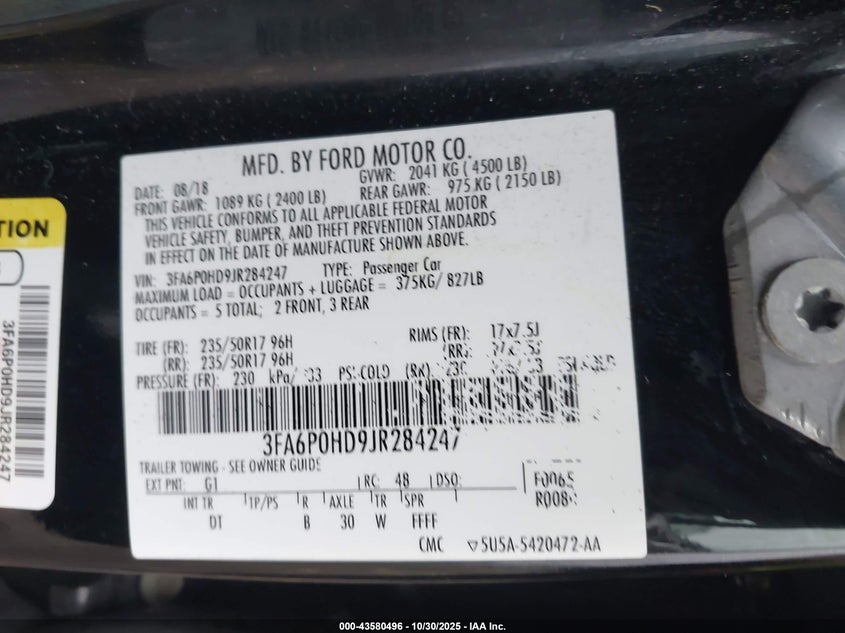 MFD. BY FORD MOTOR CO.
DATE: 08/18 GVWR: 2041 KG ( 4500 LB)
FRONT GAWR: 1089 KG ( 2400 LB) REAR GAWR: 975 KG ( 2150 LB)
THIS VEHICLE CONFORMS TO ALL APPLICABLE FEDERAL MOTOR
VEHICLE SAFETY, BUMPER, AND THEFT PREVENTION STANDARDS
IN EFFECT ON THE DATE OF MANUFACTURE SHOWN ABOVE.
VIN: 3FA6P0HD9JR284247 TYPE: Passenger Car
MAXIMUM LOAD = OCCUPANTS + LUGGAGE = 375KG/ 827LB
OCCUPANTS = 5 TOTAL; 2 FRONT, 3 REAR
TIRE (FR): 235/50R17 96H RIMS (FR): 17x7.5J
(RR): 235/50R17 96H (RR):
PRESSURE (FR): 230 kPa/
3FA6P0HD9JR284247
TRAILER TOWING - SEE OWNER GUIDE
EXT PNT: G1 RC: 48 DSO:
INT TR TP/PS R AXLE TR SPR
DT B 30 W FFFF
CMC ▽5U5A-5420472-AA
TION
3FA6P0HD9JR284247
000-43580496 - 10/30/2025 - IAA Inc.